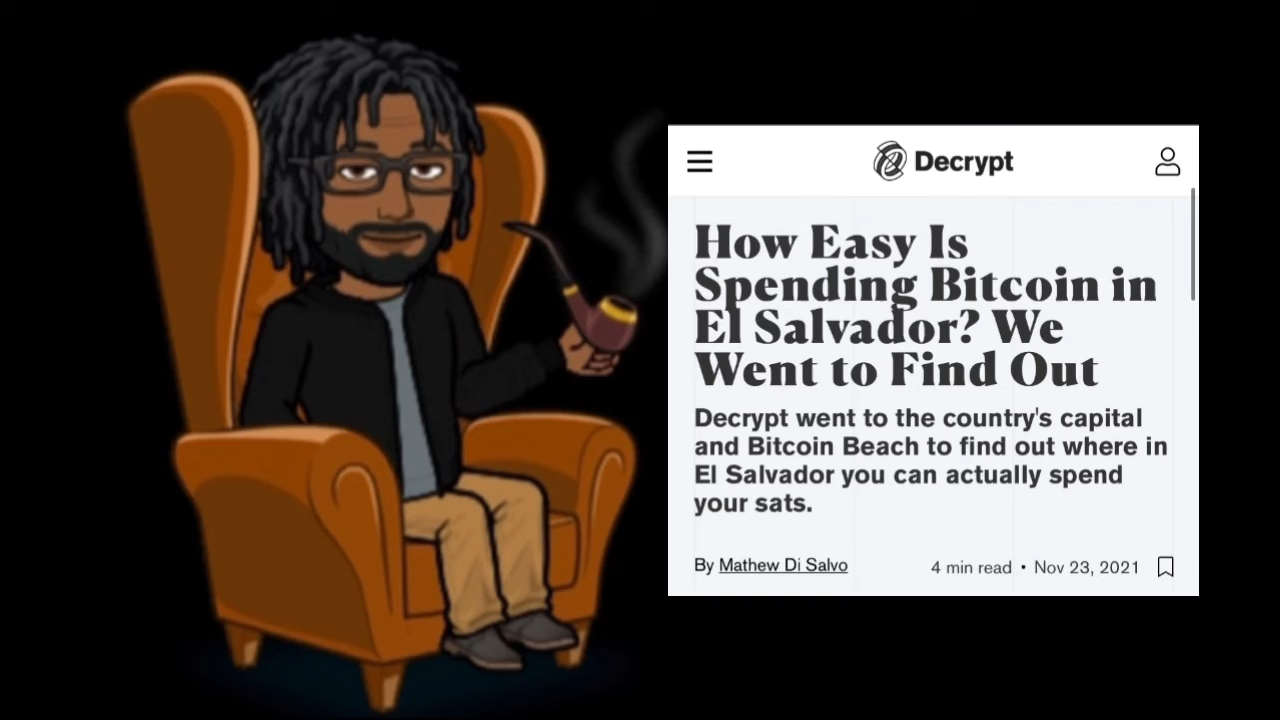 Decrypt
How Easy Is
Spending Bitcoin in
El Salvador? We
Went to Find Out
Decrypt went to the country's capital
and Bitcoin Beach to find out where in
El Salvador you can actually spend
your sats.
By Mathew Di Salvo 4 min read • Nov 23, 2021